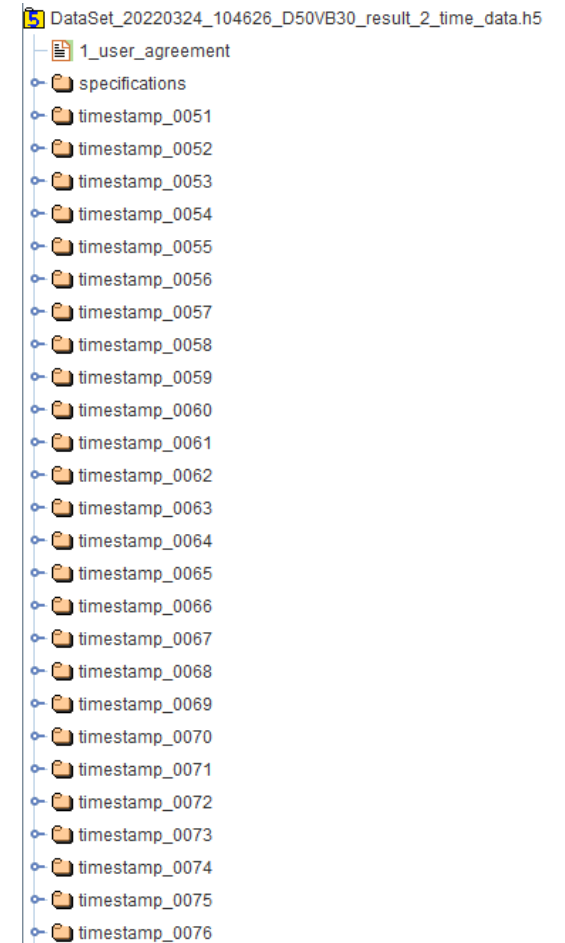 DataSet_20220324_104626_D50VB30_result_2_time_data.h5
1_user_agreement
specifications
timestamp_0051
timestamp_0052
timestamp_0053
timestamp_0054
timestamp_0055
timestamp_0056
timestamp_0057
timestamp_0058
timestamp_0059
timestamp_0060
timestamp_0061
timestamp_0062
timestamp_0063
timestamp_0064
timestamp_0065
timestamp_0066
timestamp_0067
timestamp_0068
timestamp_0069
timestamp_0070
timestamp_0071
timestamp_0072
timestamp_0073
timestamp_0074
timestamp_0075
timestamp_0076